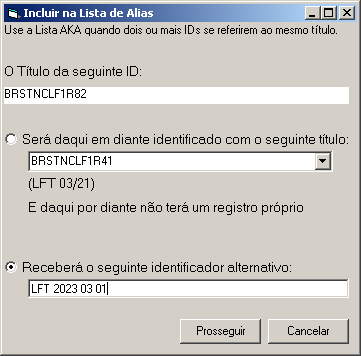 Incluir na Lista de Alias
Use a Lista AKA quando dois ou mais IDs se referirem ao mesmo título.
O Título da seguinte ID:
BRSTNCLF1R82
Será daqui em diante identificado com o seguinte título:
BRSTNCLF1R41
(LFT 03/21)
E daqui por diante não terá um registro próprio
Receberá o seguinte identificador alternativo:
LFT 2023 03 01
Prosseguir
Cancelar